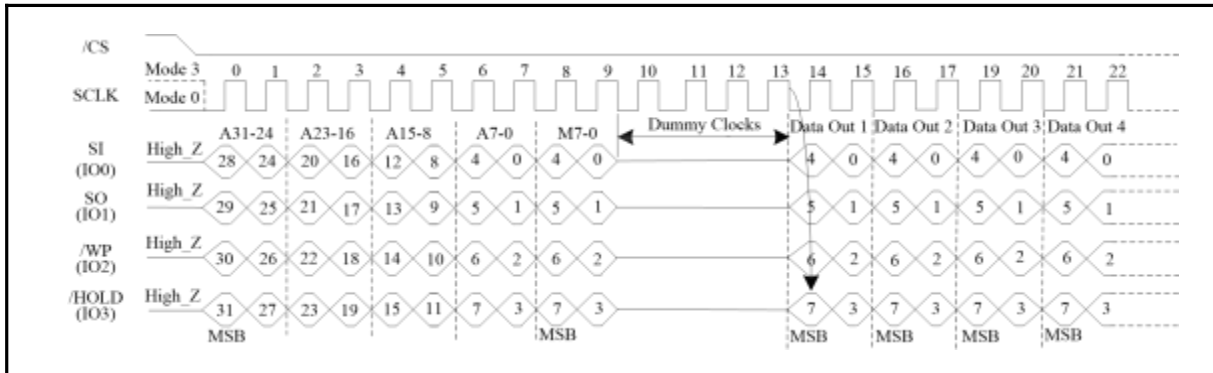 /CS
Mode 3 0 1 2 3 4 5 6 7 8 9 10 11 12 13 14 15 16 17 19 20 21 22
SCLK Mode 0
A31-24 A23-16 A15-8 A7-0 M7-0 Dummy Clocks Data Out 1 Data Out 2 Data Out 3 Data Out 4
SI High_Z
(IO0) 28 24 20 16 12 8 4 0 4 0 4 0 4 0 4 0 4 0
SO High_Z
(IO1) 29 25 21 17 13 9 5 1 5 1 5 1 5 1 5 1 5 1
/WP High_Z
(IO2) 30 26 22 18 14 10 6 2 6 2 6 2 6 2 6 2 6 2
/HOLD High_Z
(IO3) 31 27 23 19 15 11 7 3 7 3 7 3 7 3 7 3 7 3
MSB MSB MSB MSB MSB MSB